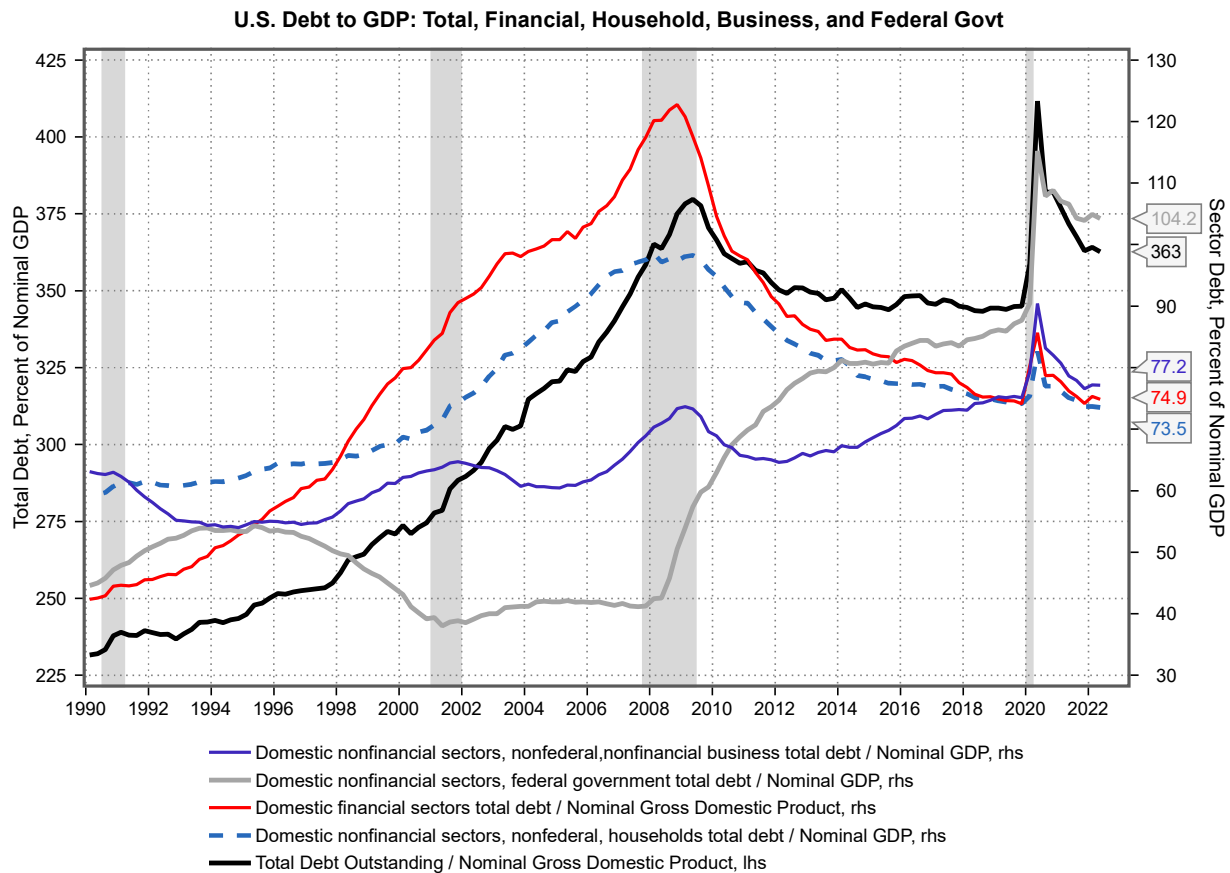 U.S. Debt to GDP: Total, Financial, Household, Business, and Federal Govt
Total Debt, Percent of Nominal GDP
425
400
375
350
325
300
275
250
225
130
120
110
90
60
50
40
30
Sector Debt, Percent of Nominal GDP
104.2
363
77.2
74.9
73.5
1990 1992 1994 1996 1998 2000 2002 2004 2006 2008 2010 2012 2014 2016 2018 2020 2022
Domestic nonfinancial sectors, nonfederal,nonfinancial business total debt / Nominal GDP, rhs
Domestic nonfinancial sectors, federal government total debt / Nominal GDP, rhs
Domestic financial sectors total debt / Nominal Gross Domestic Product, rhs
Domestic nonfinancial sectors, nonfederal, households total debt / Nominal GDP, rhs
Total Debt Outstanding / Nominal Gross Domestic Product, lhs